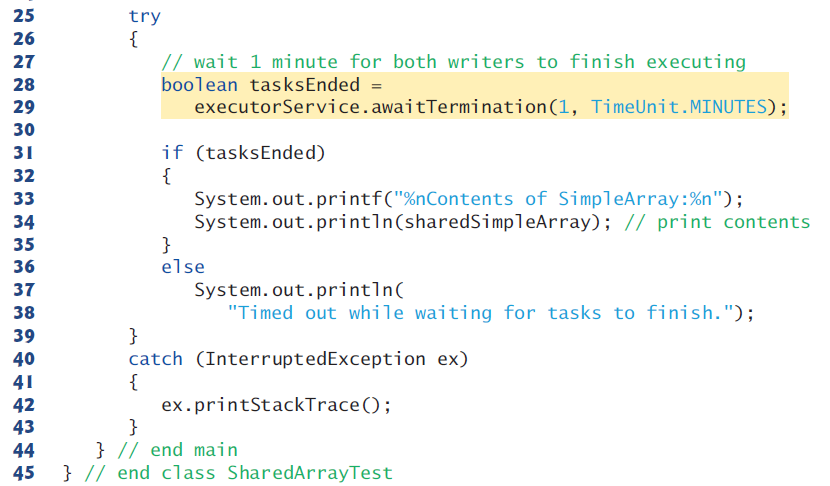 25 try
26 {
27 // wait 1 minute for both writers to finish executing
28 boolean tasksEnded =
29 executorService.awaitTermination(1, TimeUnit.MINUTES);
30
31 if (tasksEnded)
32 {
33 System.out.printf("%nContents of SimpleArray:%n");
34 System.out.println(sharedSimpleArray); // print contents
35 }
36 else
37 System.out.println(
38 "Timed out while waiting for tasks to finish.");
39 }
40 catch (InterruptedException ex)
41 {
42 ex.printStackTrace();
43 }
44 } // end main
45 } // end class SharedArrayTest